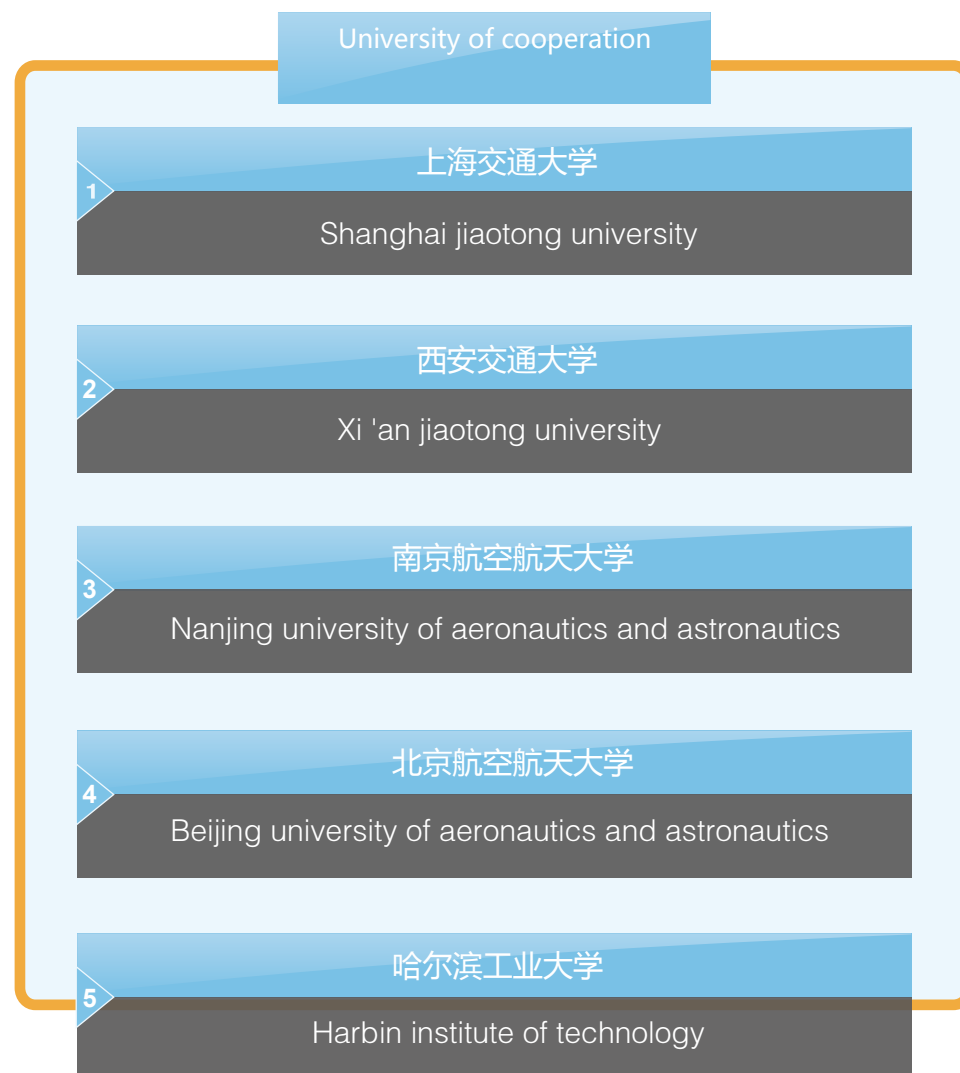 University of cooperation
上海交通大学
1
Shanghai jiaotong university
西安交通大学
2
Xi 'an jiaotong university
南京航空航天大学
3
Nanjing university of aeronautics and astronautics
北京航空航天大学
4
Beijing university of aeronautics and astronautics
哈尔滨工业大学
5
Harbin institute of technology